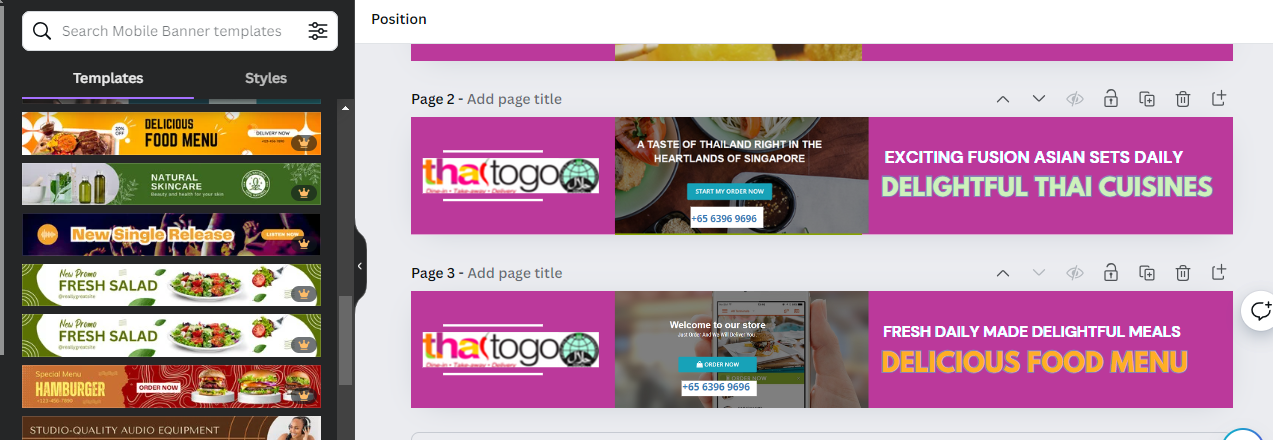 Search Mobile Banner templates
Templates
Styles
DELICIOUS
FOOD MENU
20%
OFF
DELIVERY NOW
NATURAL
SKINCARE
Beauty and health for your skin
New Single Release
LISTEN NOW
New Promo
FRESH SALAD
@reallygreatsite
New Promo
FRESH SALAD
@reallygreatsite
Special Menu
HAMBURGER
+123-456-7890
ORDER NOW
STUDIO-QUALITY AUDIO EQUIPMENT
Position
Page 2 - Add page title
thaitogo
Dine-in • Take-away • Delivery
A TASTE OF THAILAND RIGHT IN THE
HEARTLANDS OF SINGAPORE
START MY ORDER NOW
+65 6396 9696
EXCITING FUSION ASIAN SETS DAILY
DELIGHTFUL THAI CUISINES
Page 3 - Add page title
thaitogo
Dine-in • Take-away • Delivery
Welcome to our store
Just Order And We Will Deliver You
ORDER NOW
+65 6396 9696
FRESH DAILY MADE DELIGHTFUL MEALS
DELICIOUS FOOD MENU